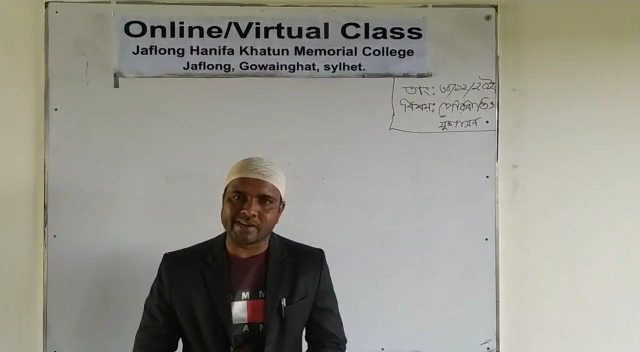 Online/Virtual Class
Jaflong Hanifa Khatun Memorial College
Jaflong, Gowainghat, sylhet.
তাং:
বিষয়: পৌরনীতি ও
সুশাসন